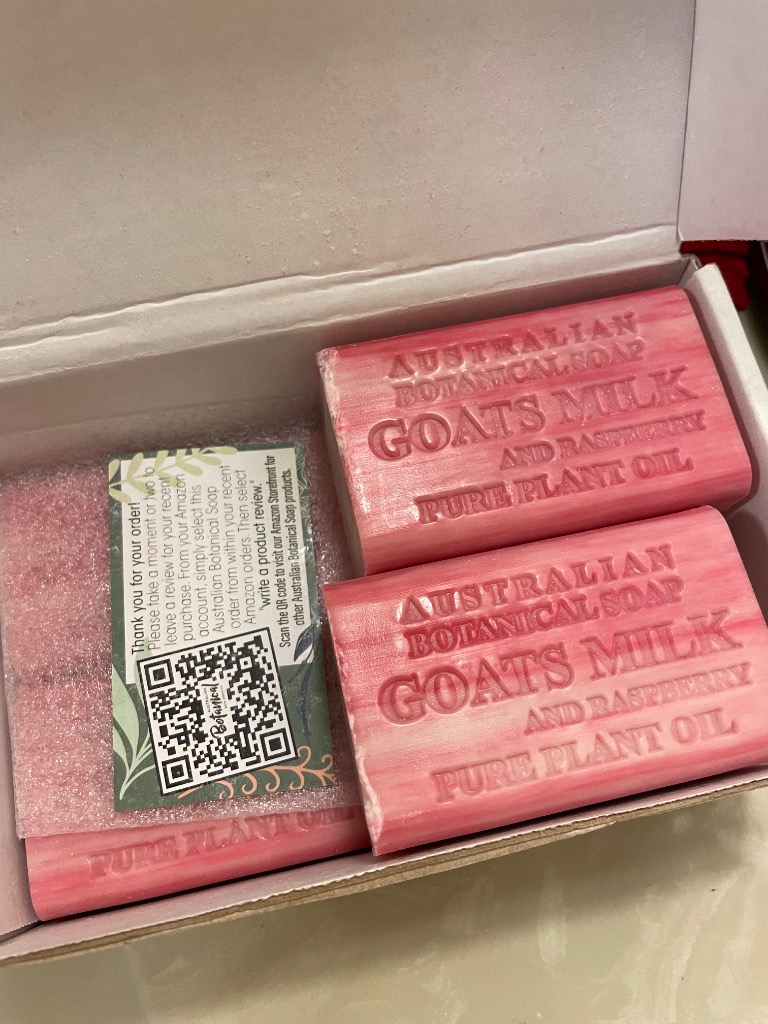 Thank you for your order!
Please take a moment or two to
leave a review for your recent
purchase. From your Amazon
account, simply select this
Australian Botanical Soap
order from within your recent
Amazon orders. Then select
"write a product review."
Scan the QR code to visit our Amazon Storefront for
other Australian Botanical Soap products.
Botanical
AUSTRALIAN
BOTANICAL SOAP
GOATS MILK
AND RASPBERRY
PURE PLANT OIL
AUSTRALIAN
BOTANICAL SOAP
GOATS MILK
AND RASPBERRY
PURE PLANT OIL
PURE PLANT OIL